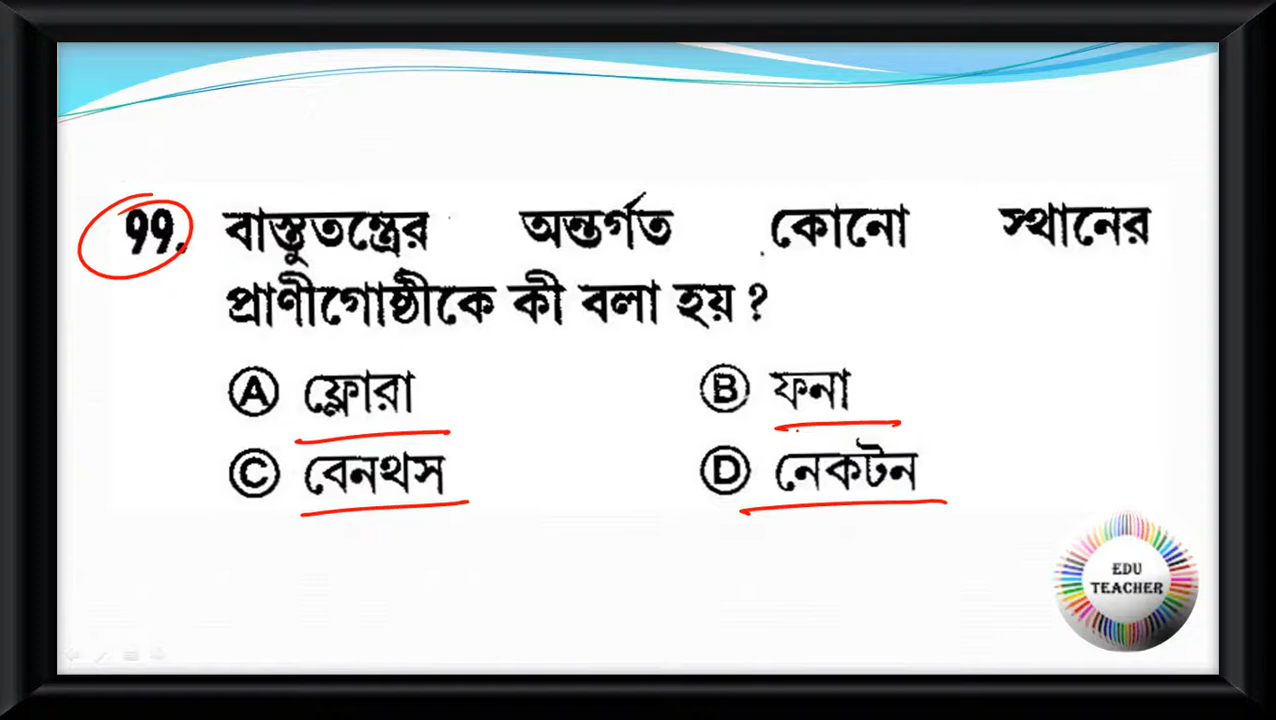 99. বাস্তুতন্ত্রের অন্তর্গত কোনো স্থানের
প্রাণীগোষ্ঠীকে কী বলা হয় ?
Ⓐ ফ্লোরা Ⓑ ফনা
Ⓒ বেনথস Ⓓ নেকটন
EDU
TEACHER